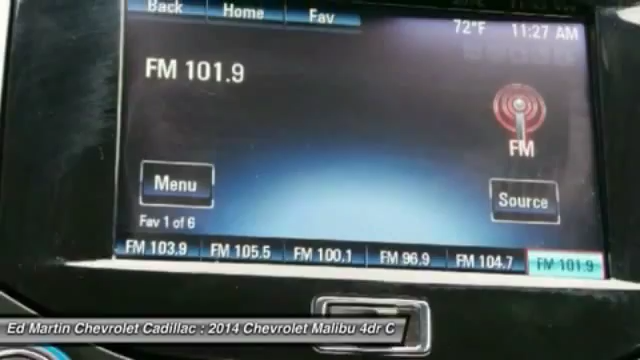 Back Home Fav
72°F 11:27 AM
FM 101.9
FM
Menu
Source
Fav 1 of 6
FM 103.9 FM 105.5 FM 100.1 FM 96.9 FM 104.7 FM 101.9
Ed Martin Chevrolet Cadillac : 2014 Chevrolet Malibu 4dr C